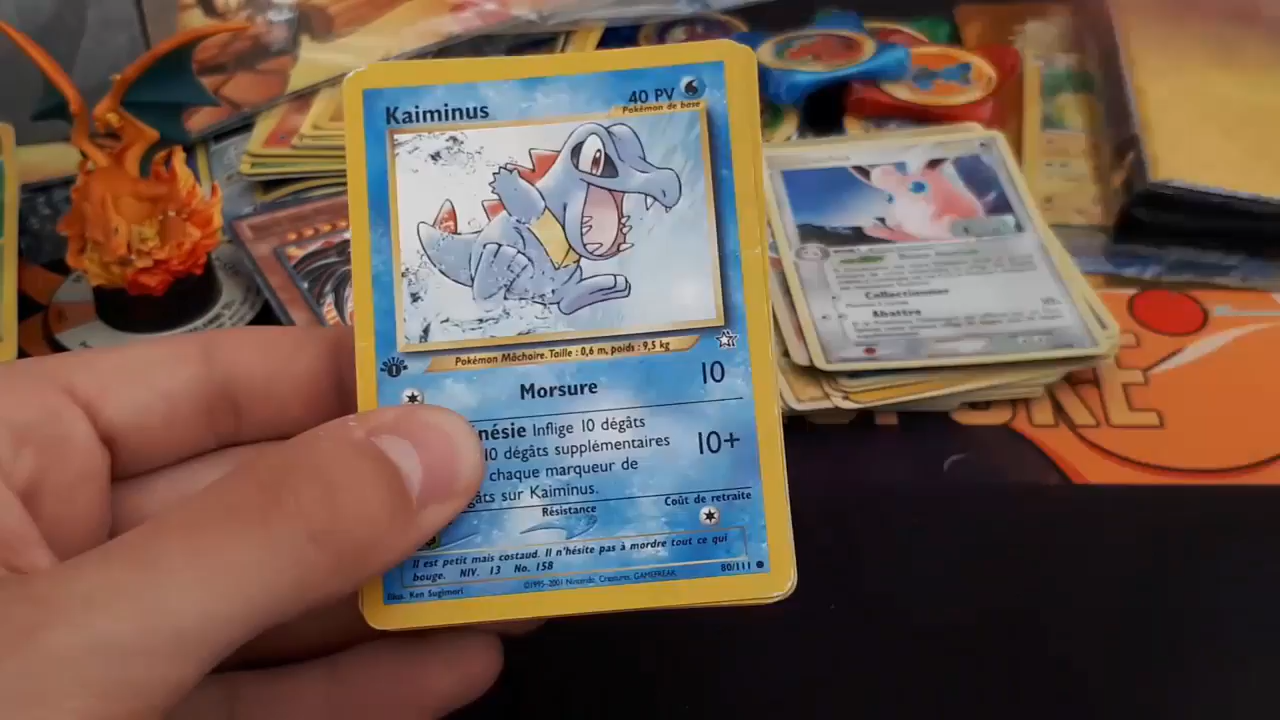 Kaiminus
40 PV
Pokémon de base
Pokémon Mâchoire. Taille : 0,6 m, poids : 9,5 kg
1
Morsure 10
nésie Inflige 10 dégâts
10 dégâts supplémentaires 10+
chaque marqueur de
gâts sur Kaiminus.
Résistance
Coût de retraite
Il est petit mais costaud. Il n'hésite pas à mordre tout ce qui
bouge. NIV. 13 No. 158
80/111
Illus. Ken Sugimori
©1995-2001 Nintendo, Creatures, GAMEFREAK.
Collectionner
Abattre